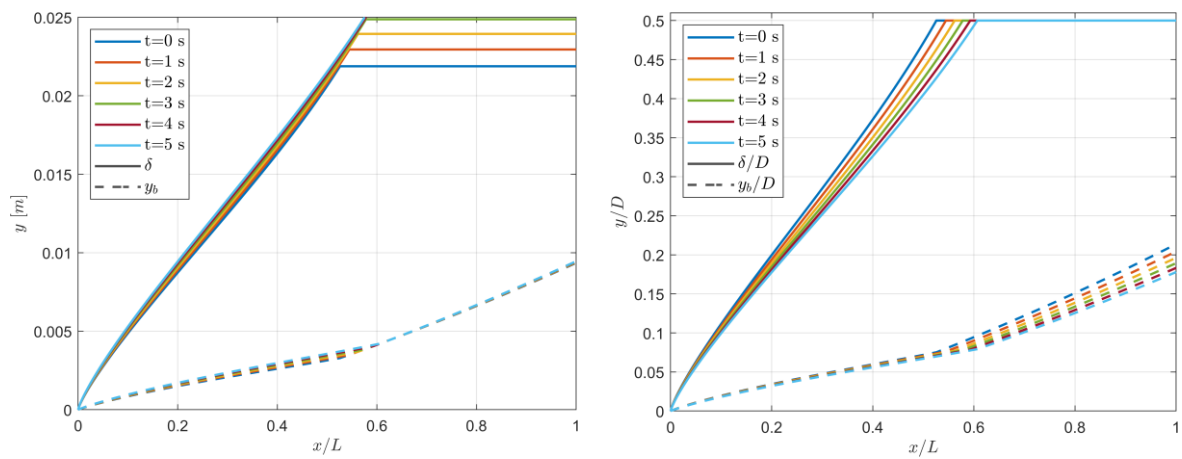 0.025
0.02
0.015
0.01
0.005
0
y [m]
t=0 s
t=1 s
t=2 s
t=3 s
t=4 s
t=5 s
δ
y_b
0 0.2 0.4 0.6 0.8 1
x/L
0.5
0.45
0.4
0.35
0.3
0.25
0.2
0.15
0.1
0.05
0
y/D
t=0 s
t=1 s
t=2 s
t=3 s
t=4 s
t=5 s
δ/D
y_b/D
0 0.2 0.4 0.6 0.8 1
x/L